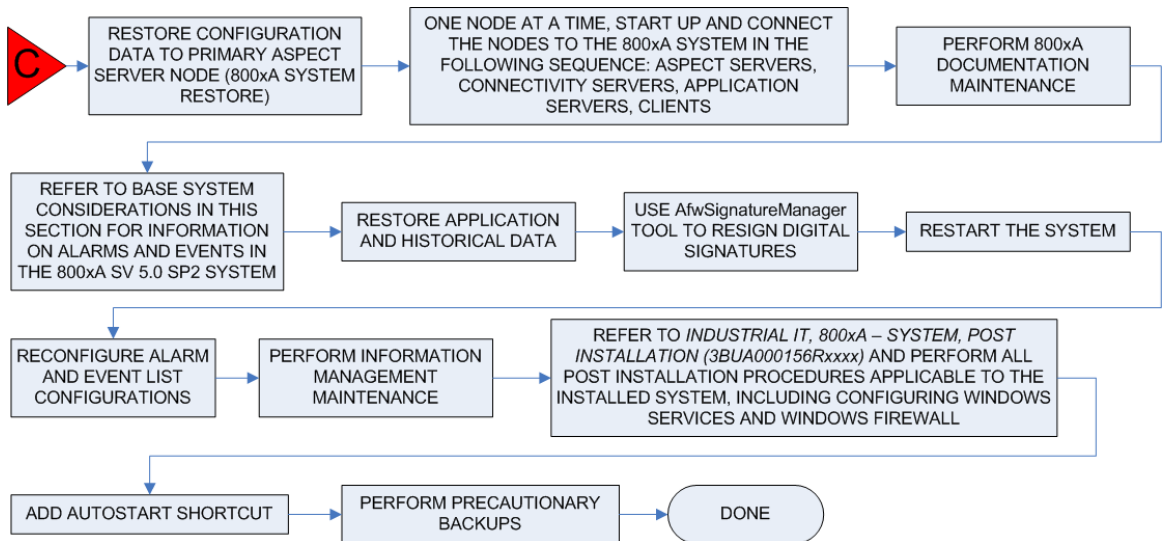 C
RESTORE CONFIGURATION
DATA TO PRIMARY ASPECT
SERVER NODE (800xA SYSTEM
RESTORE)
ONE NODE AT A TIME, START UP AND CONNECT
THE NODES TO THE 800xA SYSTEM IN THE
FOLLOWING SEQUENCE: ASPECT SERVERS,
CONNECTIVITY SERVERS, APPLICATION
SERVERS, CLIENTS
PERFORM 800xA
DOCUMENTATION
MAINTENANCE
REFER TO BASE SYSTEM
CONSIDERATIONS IN THIS
SECTION FOR INFORMATION
ON ALARMS AND EVENTS IN
THE 800xA SV 5.0 SP2 SYSTEM
RESTORE APPLICATION
AND HISTORICAL DATA
USE AfwSignatureManager
TOOL TO RESIGN DIGITAL
SIGNATURES
RESTART THE SYSTEM
RECONFIGURE ALARM
AND EVENT LIST
CONFIGURATIONS
PERFORM INFORMATION
MANAGEMENT
MAINTENANCE
REFER TO INDUSTRIAL IT, 800xA – SYSTEM, POST
INSTALLATION (3BUA000156Rxxxx) AND PERFORM ALL
POST INSTALLATION PROCEDURES APPLICABLE TO THE
INSTALLED SYSTEM, INCLUDING CONFIGURING WINDOWS
SERVICES AND WINDOWS FIREWALL
ADD AUTOSTART SHORTCUT
PERFORM PRECAUTIONARY
BACKUPS
DONE